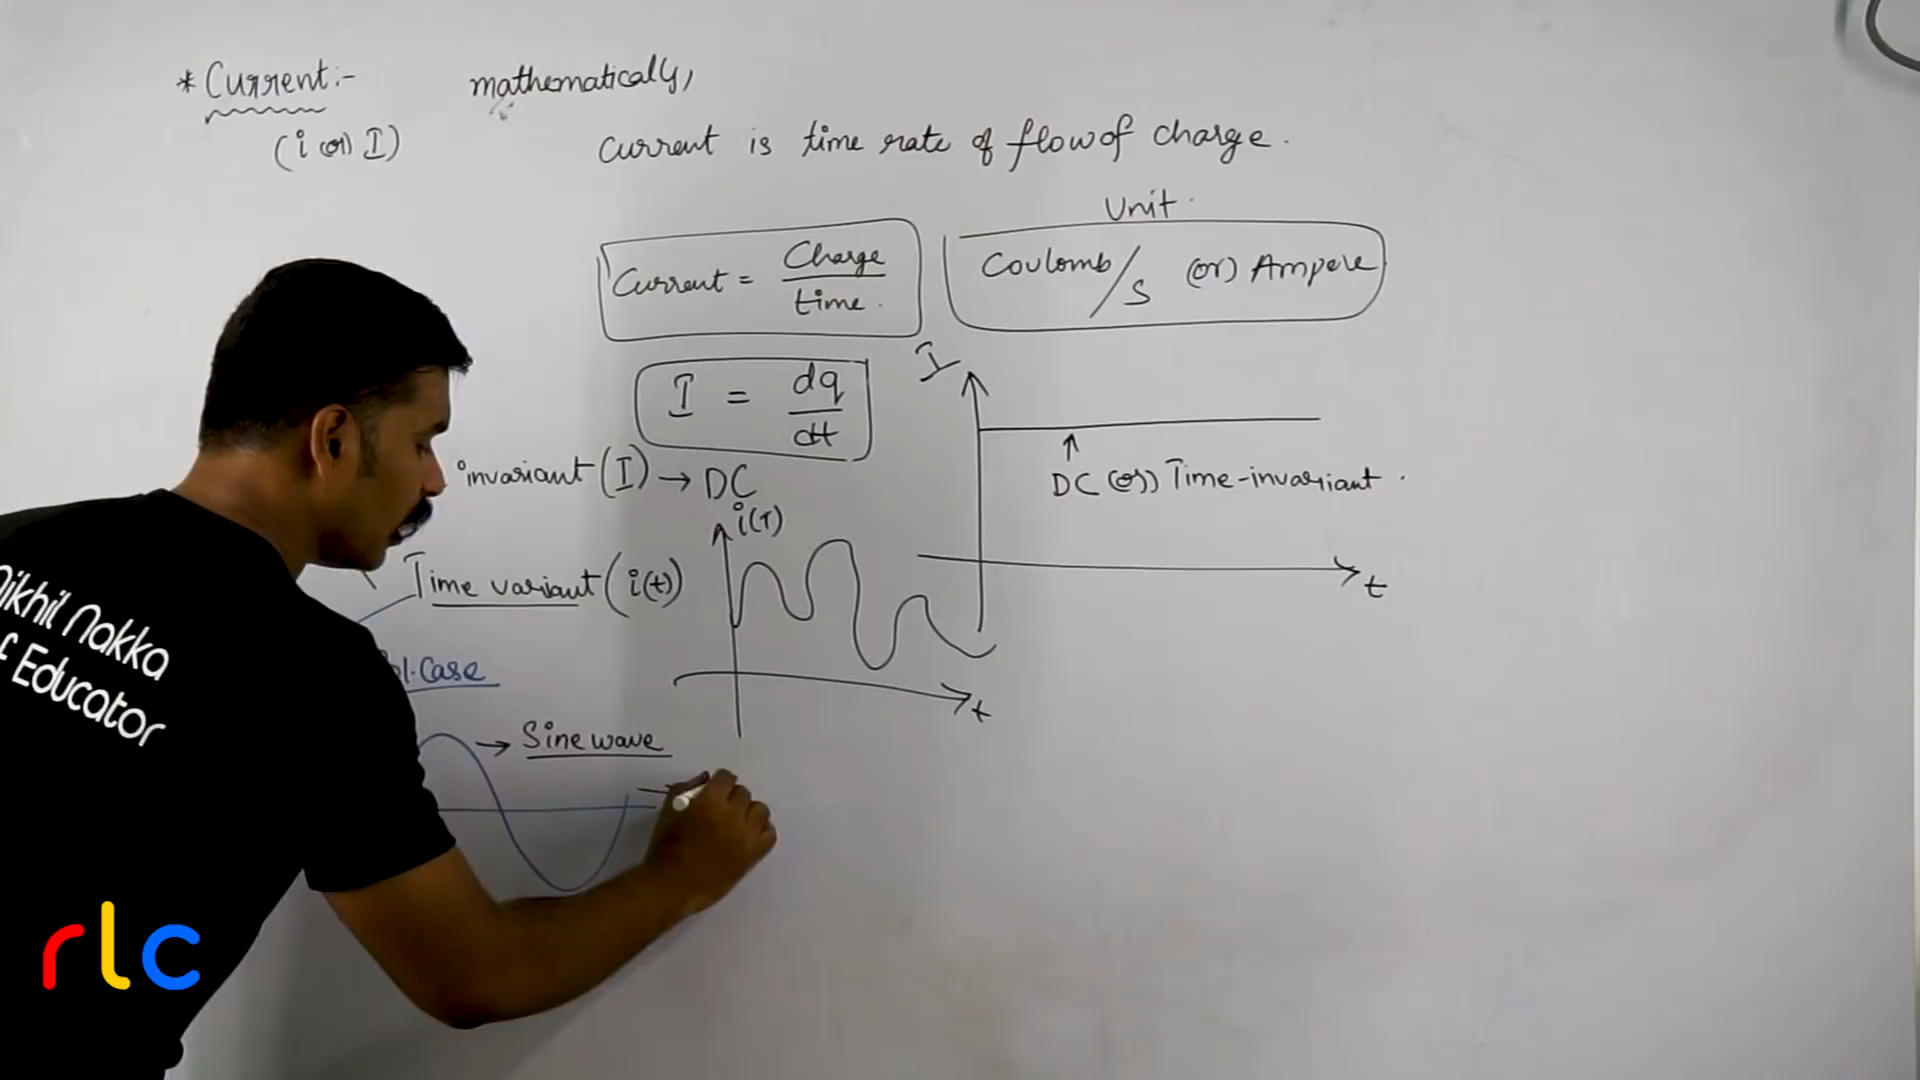 * Current:-
mathematically,
(i (or) I)
Current is time rate of flow of charge.
Unit.
Current = Charge / time.
Coulomb/s (or) Ampere
I = dq / dt
I
invariant (I) → DC
DC (or) Time-invariant.
i(t)
Time variant (i(t))
t
Case
t
→ Sine wave
Nikhil Nakka
f Educator
rlc